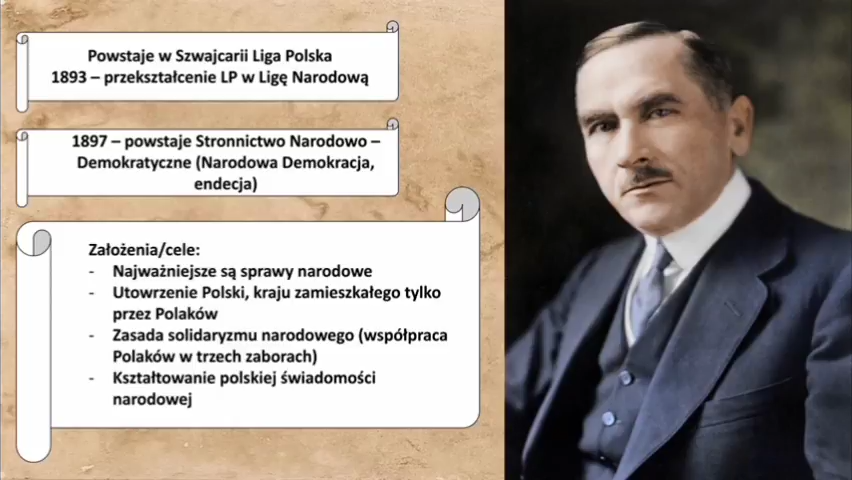 Powstaje w Szwajcarii Liga Polska
1893 – przekształcenie LP w Ligę Narodową
1897 – powstaje Stronnictwo Narodowo –
Demokratyczne (Narodowa Demokracja,
endecja)
Założenia/cele:
- Najważniejsze są sprawy narodowe
- Utowrzenie Polski, kraju zamieszkałego tylko
przez Polaków
- Zasada solidaryzmu narodowego (współpraca
Polaków w trzech zaborach)
- Kształtowanie polskiej świadomości
narodowej